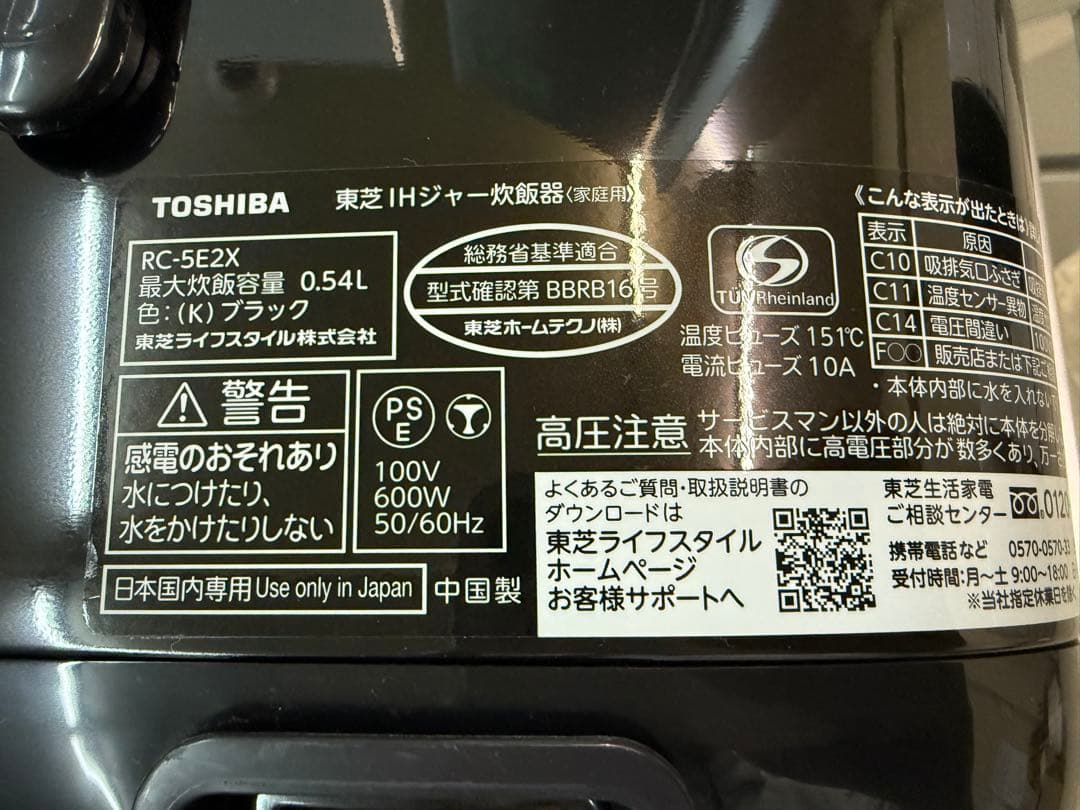 TOSHIBA 東芝IHジャー炊飯器〈家庭用〉
RC-5E2X
最大炊飯容量 0.54L
色:(K)ブラック
東芝ライフスタイル株式会社
総務省基準適合
型式確認第 BBRB16 号
東芝ホームテクノ(株)
TÜVRheinland
温度ヒューズ 151℃
電流ヒューズ 10A
《こんな表示が出たときは》
表示 原因
C10 吸排気口ふさぎ
C11 温度センサー異物
C14 電圧間違い
F〇〇 販売店または下記ご
・本体内部に水を入れない
警告
感電のおそれあり
水につけたり、
水をかけたりしない
PS
E
100V
600W
50/60Hz
高圧注意
サービスマン以外の人は絶対に本体を分解
本体内部に高電圧部分が数多くあり、万一
日本国内専用 Use only in Japan
中国製
よくあるご質問・取扱説明書の
ダウンロードは
東芝ライフスタイル
ホームページ
お客様サポートへ
東芝生活家電
ご相談センター 0120
携帯電話など 0570-0570-33
受付時間:月〜土 9:00〜18:00
※当社指定休業日を除く